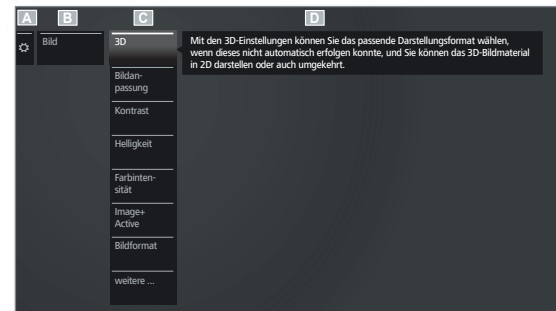 A B C D
Bild
3D
Mit den 3D-Einstellungen können Sie das passende Darstellungsformat wählen,
wenn dieses nicht automatisch erfolgen konnte, und Sie können das 3D-Bildmaterial
in 2D darstellen oder auch umgekehrt.
Bildan-
passung
Kontrast
Helligkeit
Farbinten-
sität
Image+
Active
Bildformat
weitere ...